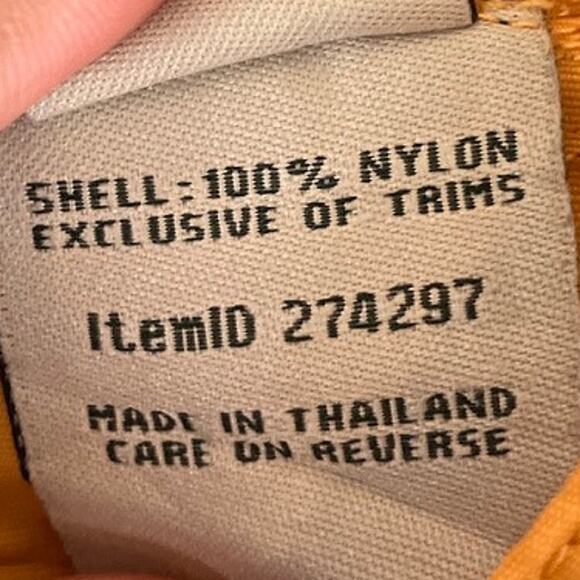 SHELL:100% NYLON
EXCLUSIVE OF TRIMS
ItemID 274297
MADE IN THAILAND
CARE ON REVERSE